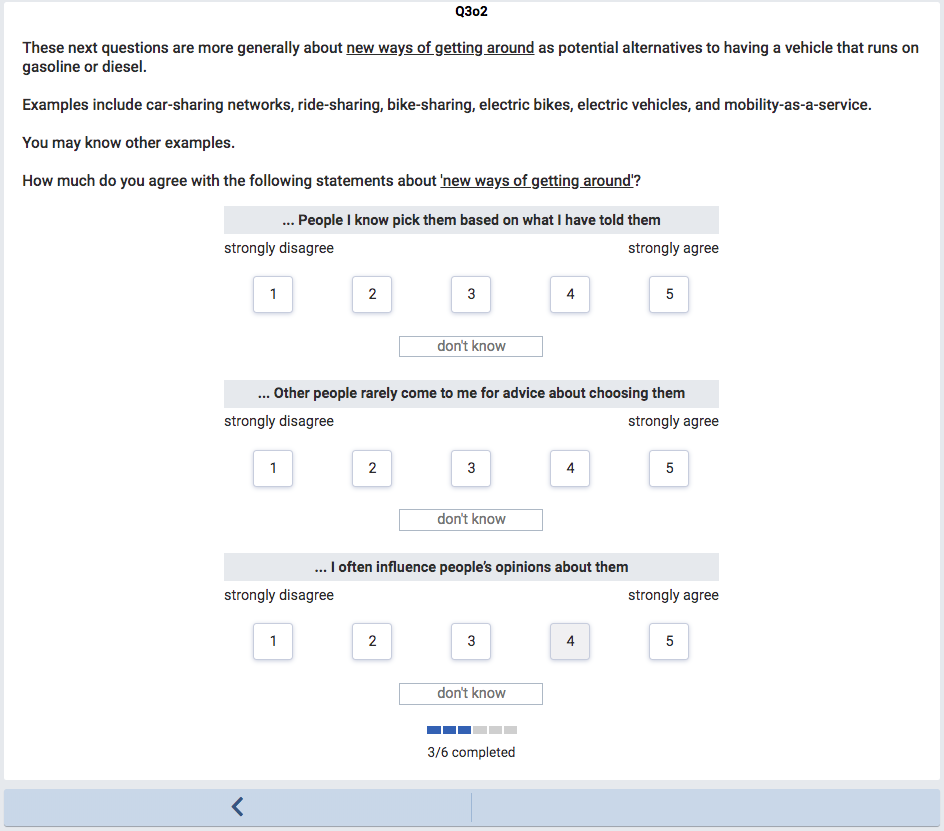 Q3o2
These next questions are more generally about new ways of getting around as potential alternatives to having a vehicle that runs on
gasoline or diesel.
Examples include car-sharing networks, ride-sharing, bike-sharing, electric bikes, electric vehicles, and mobility-as-a-service.
You may know other examples.
How much do you agree with the following statements about 'new ways of getting around'?
... People I know pick them based on what I have told them
strongly disagree strongly agree
1 2 3 4 5
don't know
... Other people rarely come to me for advice about choosing them
strongly disagree strongly agree
1 2 3 4 5
don't know
... I often influence people's opinions about them
strongly disagree strongly agree
1 2 3 4 5
don't know
3/6 completed